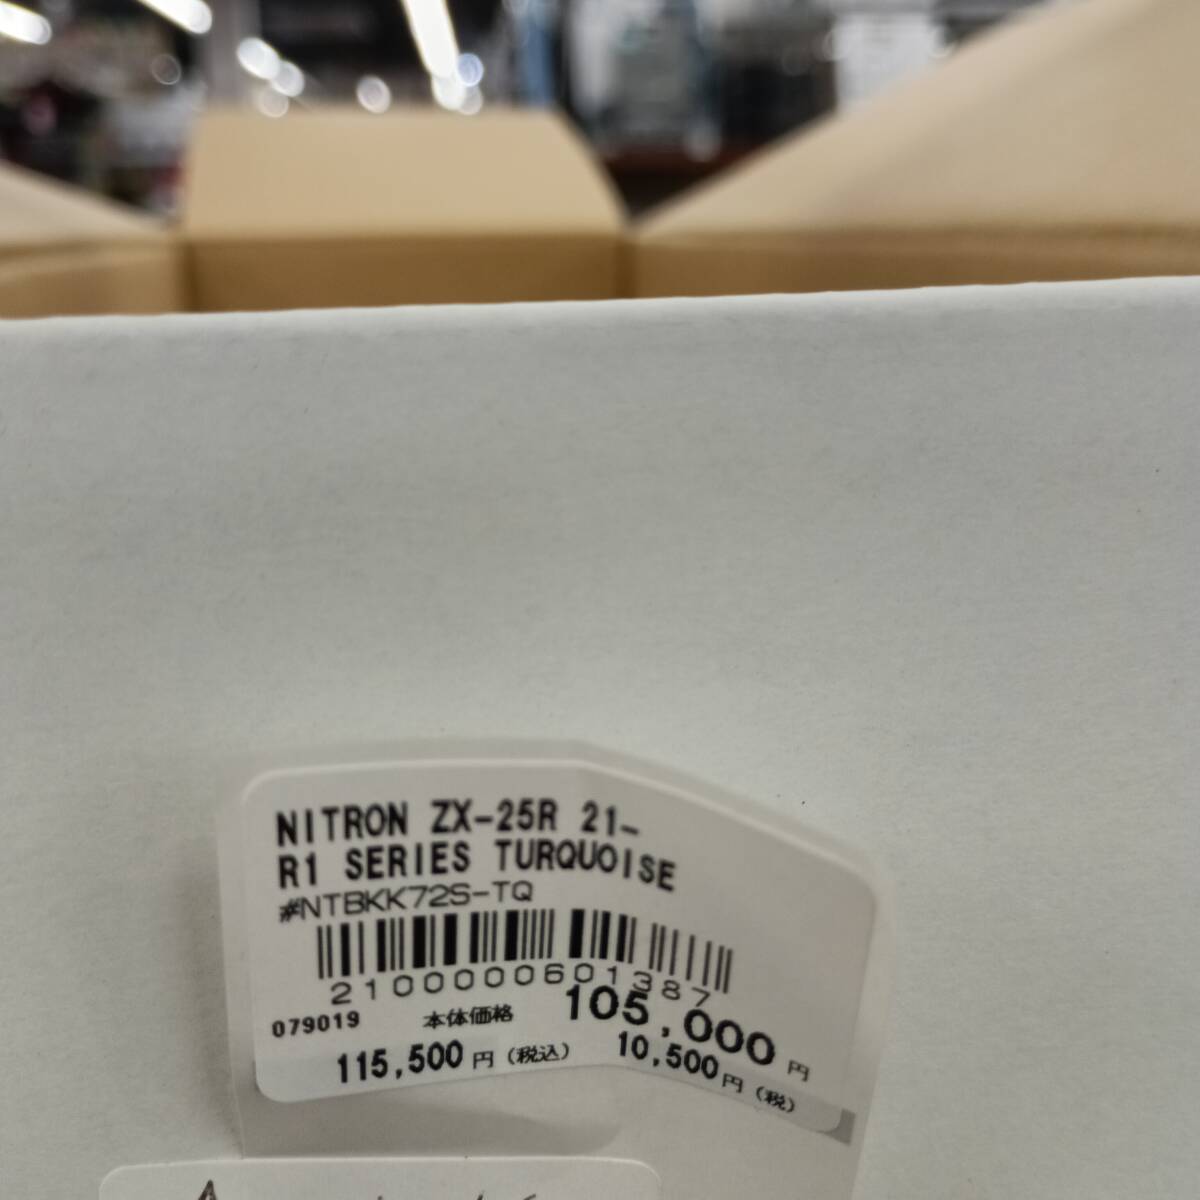 NITRON ZX-25R 21-
R1 SERIES TURQUOISE
#NTBKK72S-TQ
2100000601387
079019 本体価格 105,000円
115,500円(税込) 10,500円(税)